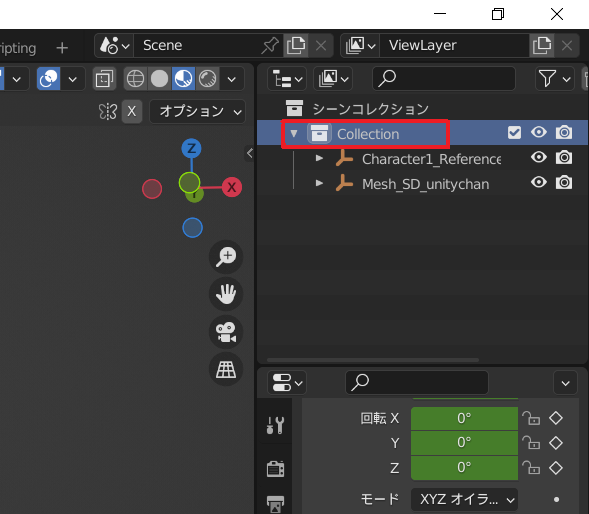 ipting + Scene ViewLayer
X オプション
シーンコレクション
Collection
Character1_Reference
Mesh_SD_unitychan
Z
X
Y
回転 X 0°
Y 0°
Z 0°
モード XYZ オイラ...